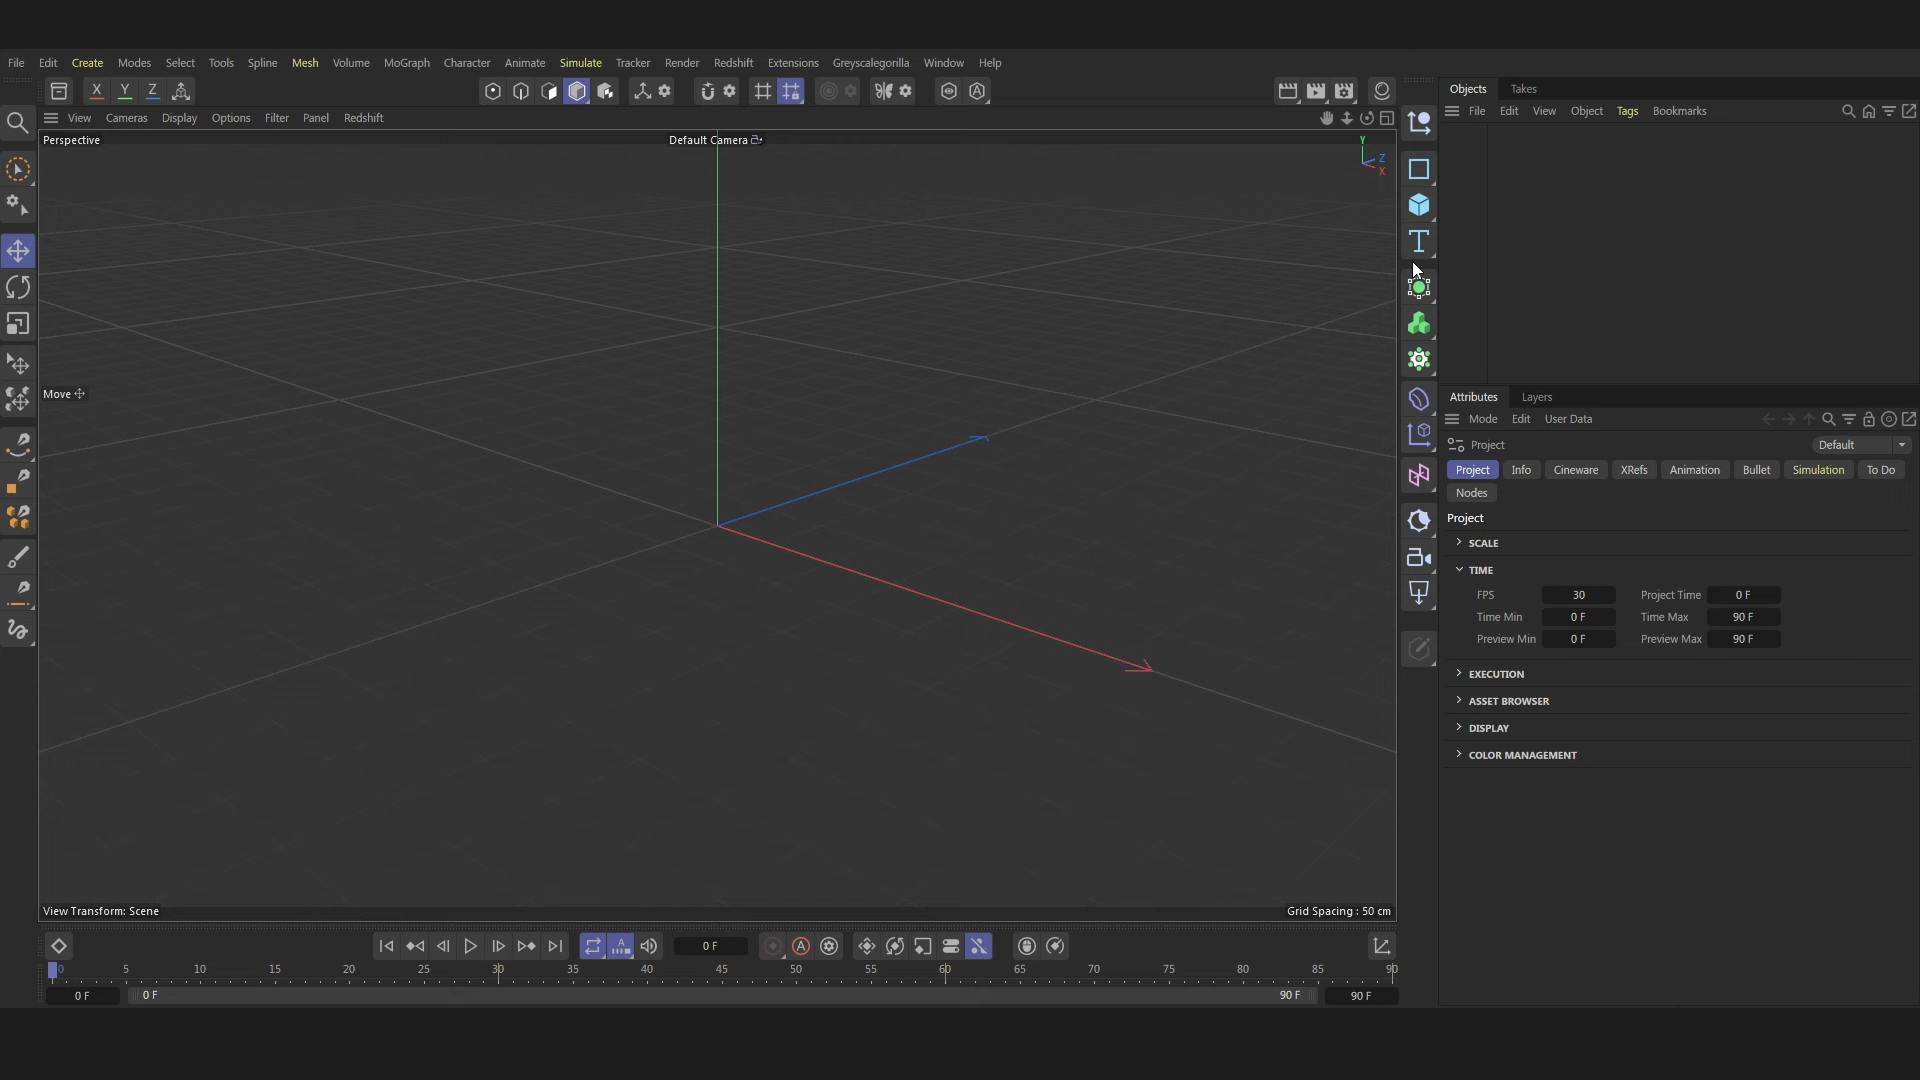 File Edit Create Modes Select Tools Spline Mesh Volume MoGraph Character Animate Simulate Tracker Render Redshift Extensions Greyscalegorilla Window Help
X Y Z
Objects Takes
View Cameras Display Options Filter Panel Redshift
File Edit View Object Tags Bookmarks
Perspective
Default Camera
Y
Z
X
Move
Attributes Layers
Mode Edit User Data
Project
Default
Project Info Cineware XRefs Animation Bullet Simulation To Do
Nodes
Project
SCALE
TIME
FPS 30 Project Time 0 F
Time Min 0 F Time Max 90 F
Preview Min 0 F Preview Max 90 F
EXECUTION
ASSET BROWSER
DISPLAY
COLOR MANAGEMENT
View Transform: Scene
Grid Spacing : 50 cm
A 0 F A
0 5 10 15 20 25 30 35 40 45 50 55 60 65 70 75 80 85 90
0 F 0 F 90 F 90 F